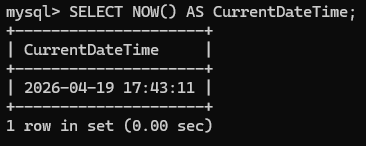 mysql> SELECT NOW() AS CurrentDateTime;
+---------------------+
| CurrentDateTime     |
+---------------------+
| 2026-04-19 17:43:11 |
+---------------------+
1 row in set (0.00 sec)